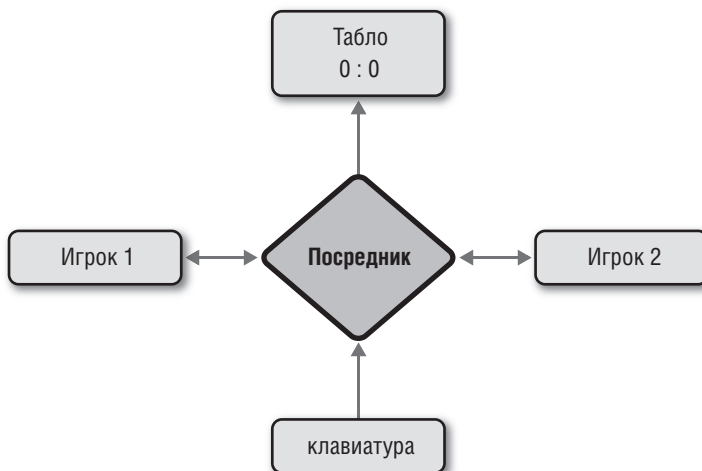 Табло
0 : 0
Игрок 1
Посредник
Игрок 2
клавиатура